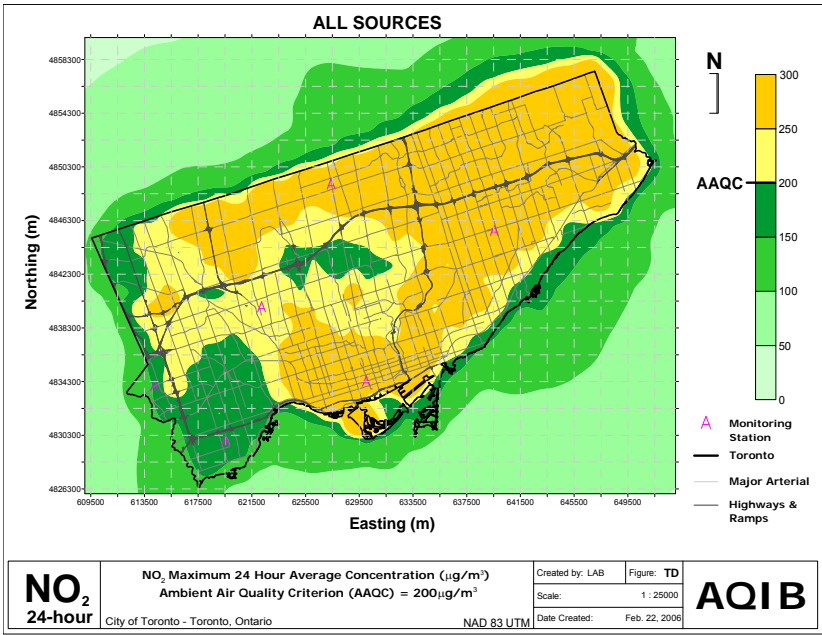 ALL SOURCES
4858300
4854300
4850300
4846300
4842300
4838300
4834300
4830300
4826300
Northing (m)
609500 613500 617500 621500 625500 629500 633500 637500 641500 645500 649500
Easting (m)
A
A
A
A
A
A
N
300
250
AAQC 200
150
100
50
0
A Monitoring
Station
Toronto
Major Arterial
Highways &
Ramps
NO2
24-hour
NO2 Maximum 24 Hour Average Concentration (µg/m³)
Ambient Air Quality Criterion (AAQC) = 200µg/m³
City of Toronto - Toronto, Ontario NAD 83 UTM
Created by: LAB Figure: TD
Scale: 1 : 25000
Date Created: Feb. 22, 2006
AQIB